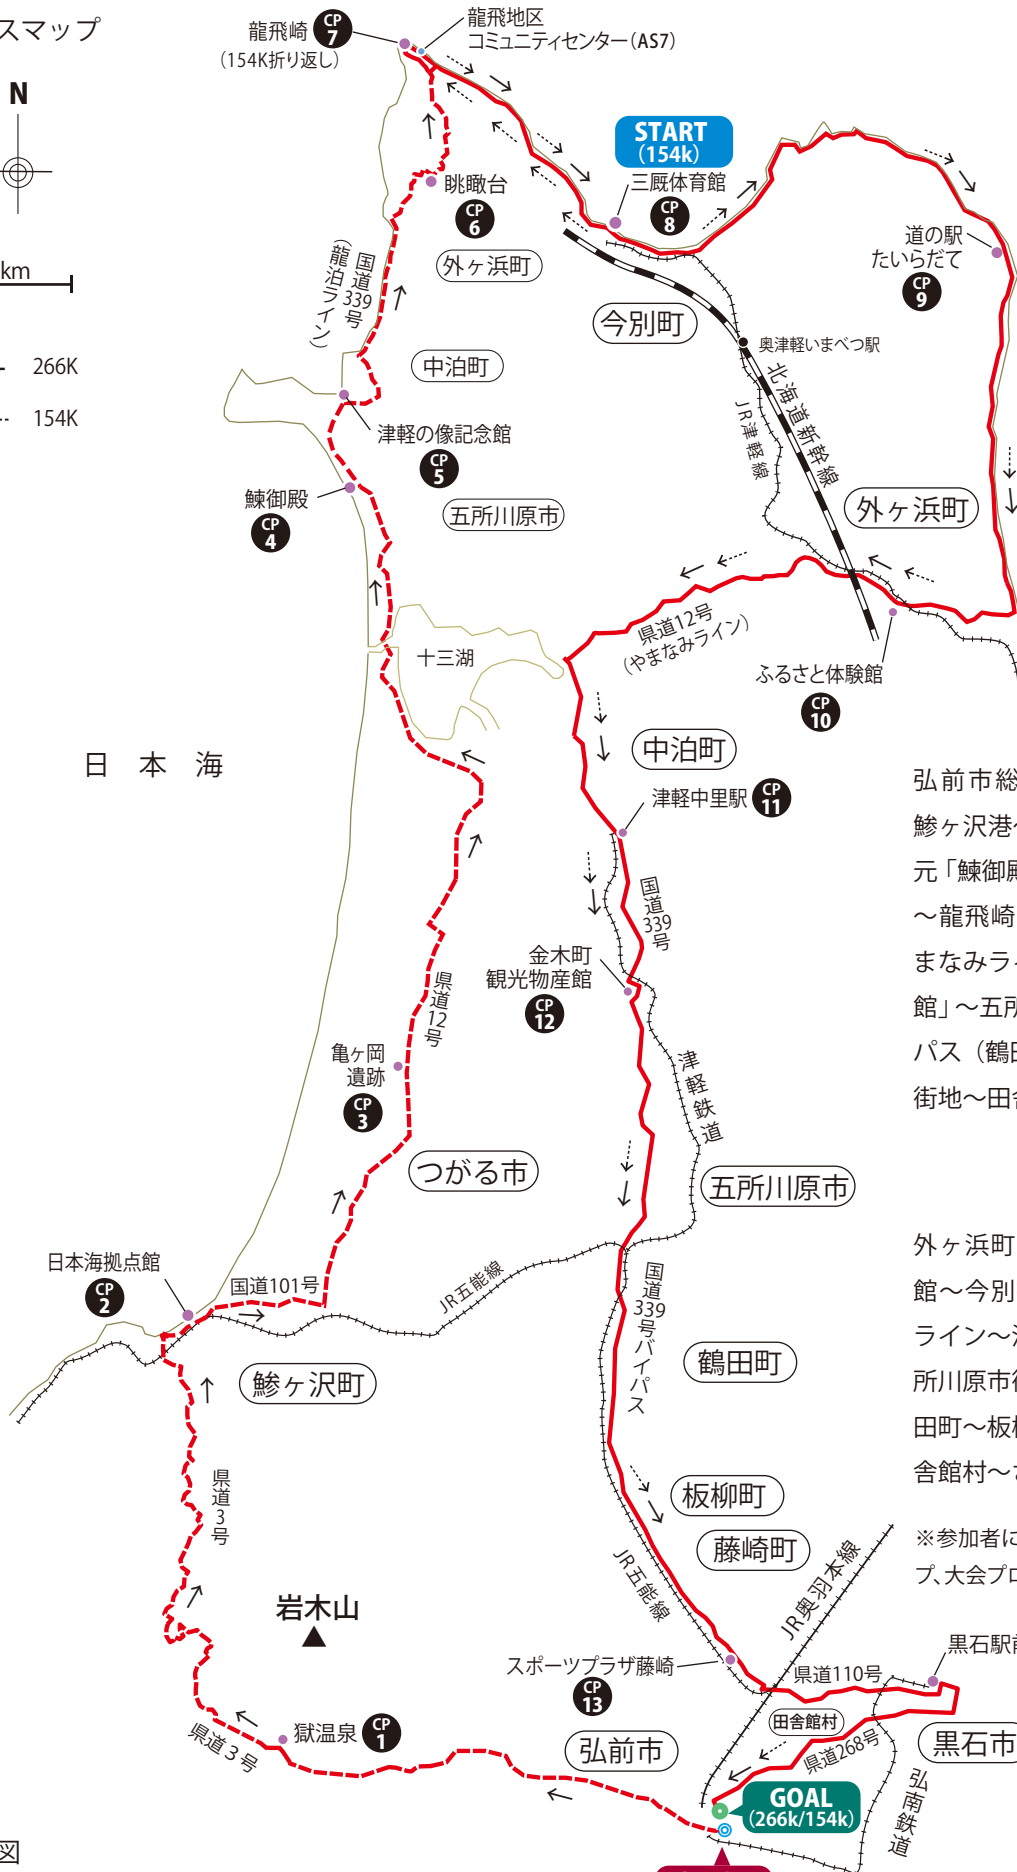 スマップ
N
km
266K
154K
龍飛崎
CP
7
(154K折り返し)
龍飛地区
コミュニティセンター(AS7)
START
(154k)
三厩体育館
CP
8
眺瞰台
CP
6
外ヶ浜町
国道339号
(龍泊ライン)
道の駅
たいらだて
CP
9
今別町
奥津軽いまべつ駅
北海道新幹線
JR津軽線
中泊町
津軽の像記念館
CP
5
鰊御殿
CP
4
五所川原市
外ヶ浜町
県道12号
(やまなみライン)
ふるさと体験館
CP
10
十三湖
日 本 海
中泊町
津軽中里駅
CP
11
国道339号
金木町
観光物産館
CP
12
県道12号
亀ヶ岡
遺跡
CP
3
津軽鉄道
つがる市
五所川原市
日本海拠点館
CP
2
国道101号
JR五能線
国道339号バイパス
鰺ヶ沢町
鶴田町
県道3号
板柳町
藤崎町
JR五能線
JR奥羽本線
岩木山
スポーツプラザ藤崎
CP
13
県道110号
黒石駅前
田舎館村
県道268号
黒石市
獄温泉
CP
1
県道3号
弘前市
弘南鉄道
GOAL
(266k/154k)
弘前市総
鰺ヶ沢港〜
元「鰊御殿
〜龍飛崎
まなみライ
館」〜五所
パス（鶴田
街地〜田舎
外ヶ浜町
館〜今別
ライン〜津
所川原市街
田町〜板柳
舎館村〜さ
※参加者に
プ、大会プロ
図